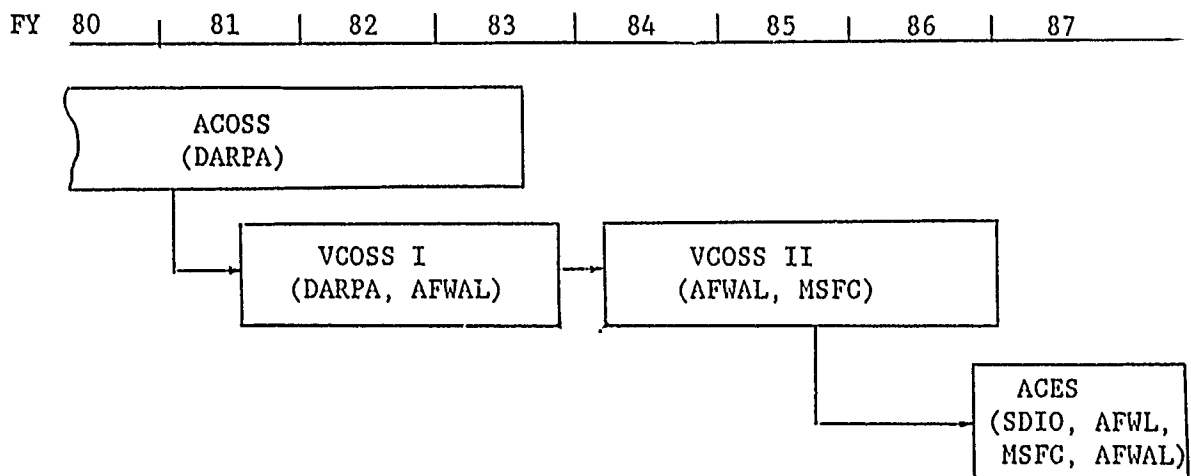 FY 80 81 82 83 84 85 86 87
ACOSS
(DARPA)
VCOSS I
(DARPA, AFWAL)
VCOSS II
(AFWAL, MSFC)
ACES
(SDIO, AFWL,
MSFC, AFWAL)